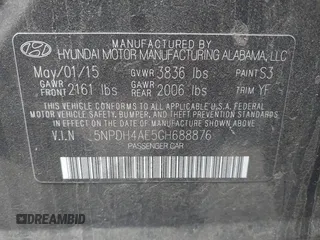 MANUFACTURED BY
HYUNDAI MOTOR MANUFACTURING ALABAMA, LLC
May/01/15 GVWR 3836 lbs PAINT S3
GAWR FRONT 2161 lbs GAWR REAR 2006 lbs TRIM YF
THIS VEHICLE CONFORMS TO ALL APPLICABLE FEDERAL MOTOR VEHICLE SAFETY, BUMPER, AND THEFT PREVENTION STANDARDS IN EFFECT ON THE DATE OF MANUFACTURE SHOWN ABOVE.
V.I.N 5NPDH4AE5GH688876
PASSENGER CAR
DREAMBID